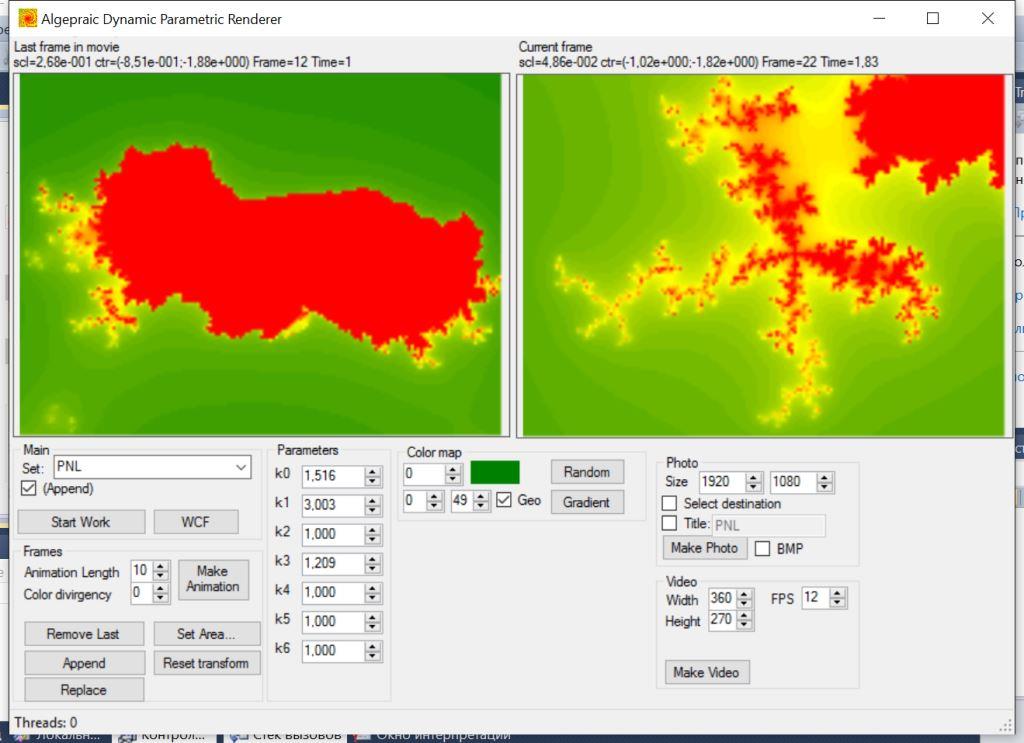 Algepraic Dynamic Parametric Renderer
Last frame in movie
scl=2,68e-001 ctr=(-8,51e-001;-1,88e+000) Frame=12 Time=1
Current frame
scl=4,86e-002 ctr=(-1,02e+000;-1,82e+000) Frame=22 Time=1,83
Main
Set: PNL
(Append)
Start Work WCF
Frames
Animation Length 10
Color divirgency 0
Make Animation
Remove Last Set Area...
Append Reset transform
Replace
Parameters
k0 1,516
k1 3,003
k2 1,000
k3 1,209
k4 1,000
k5 1,000
k6 1,000
Color map
0 Random
0 49 Geo Gradient
Photo
Size 1920 1080
Select destination
Title: PNL
Make Photo BMP
Video
Width 360 FPS 12
Height 270
Make Video
Threads: 0
Локальн... Контрол... Стек вызовов Окно интерпретации